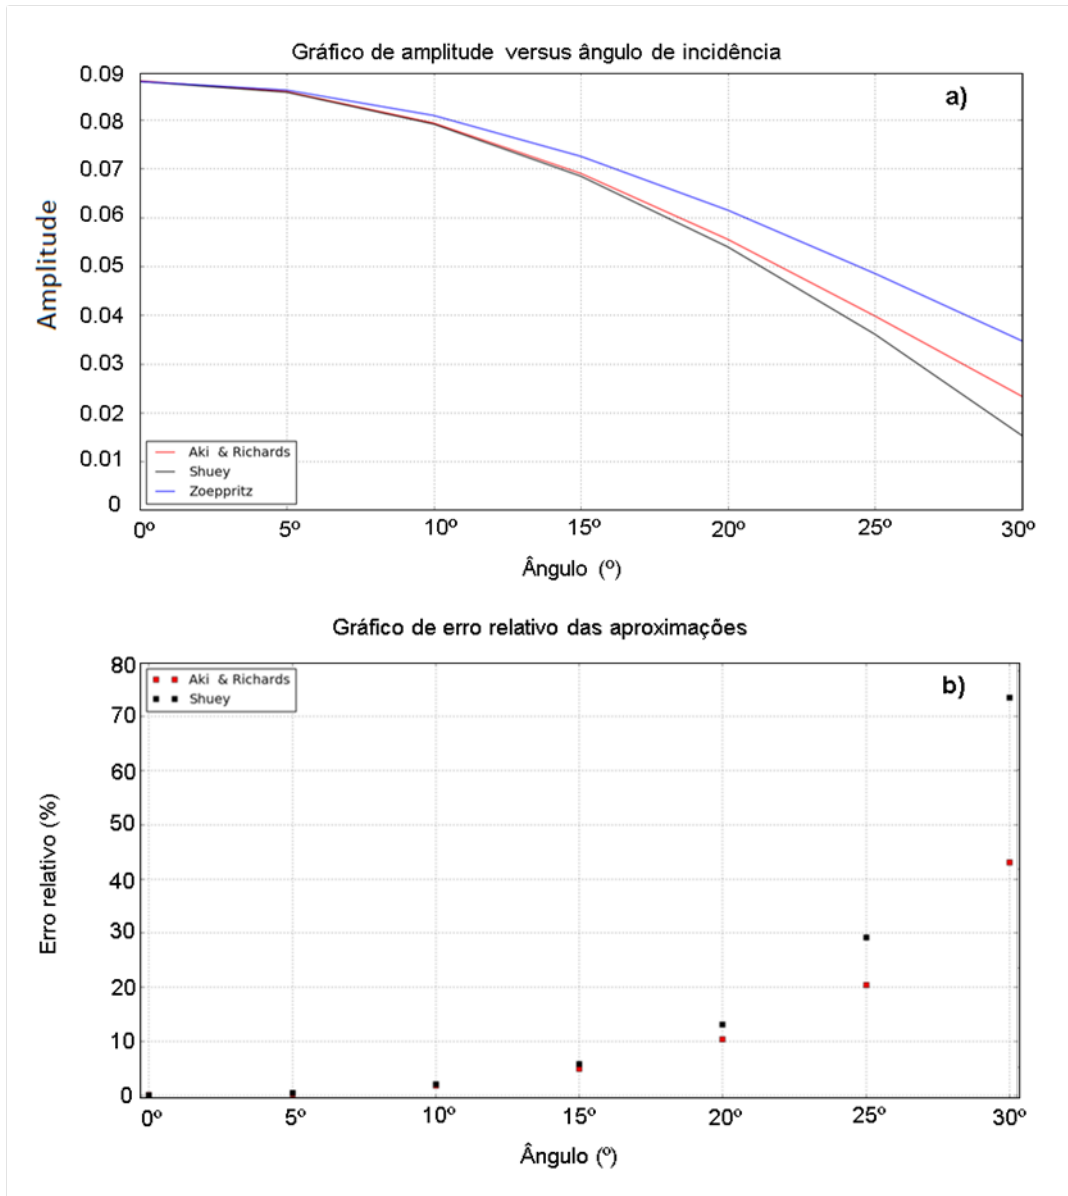 Gráfico de amplitude versus ângulo de incidência
a)
0.09
0.08
0.07
0.06
0.05
0.04
0.03
0.02
0.01
0
Amplitude
Aki & Richards
Shuey
Zoeppritz
0º 5º 10º 15º 20º 25º 30º
Ângulo (º)
Gráfico de erro relativo das aproximações
b)
80
70
60
50
40
30
20
10
0
Erro relativo (%)
Aki & Richards
Shuey
0º 5º 10º 15º 20º 25º 30º
Ângulo (º)